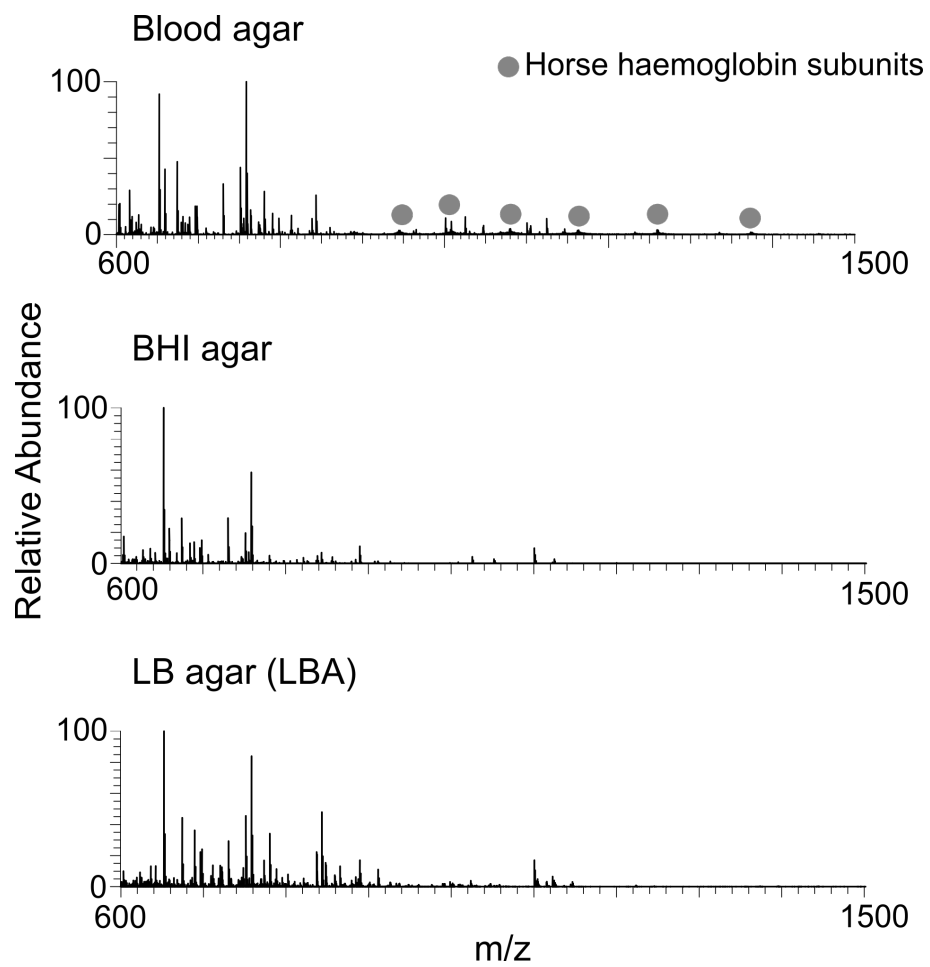 Blood agar
Horse haemoglobin subunits
100
0
600
1500
BHI agar
Relative Abundance
100
0
600
1500
LB agar (LBA)
100
0
600
1500
m/z